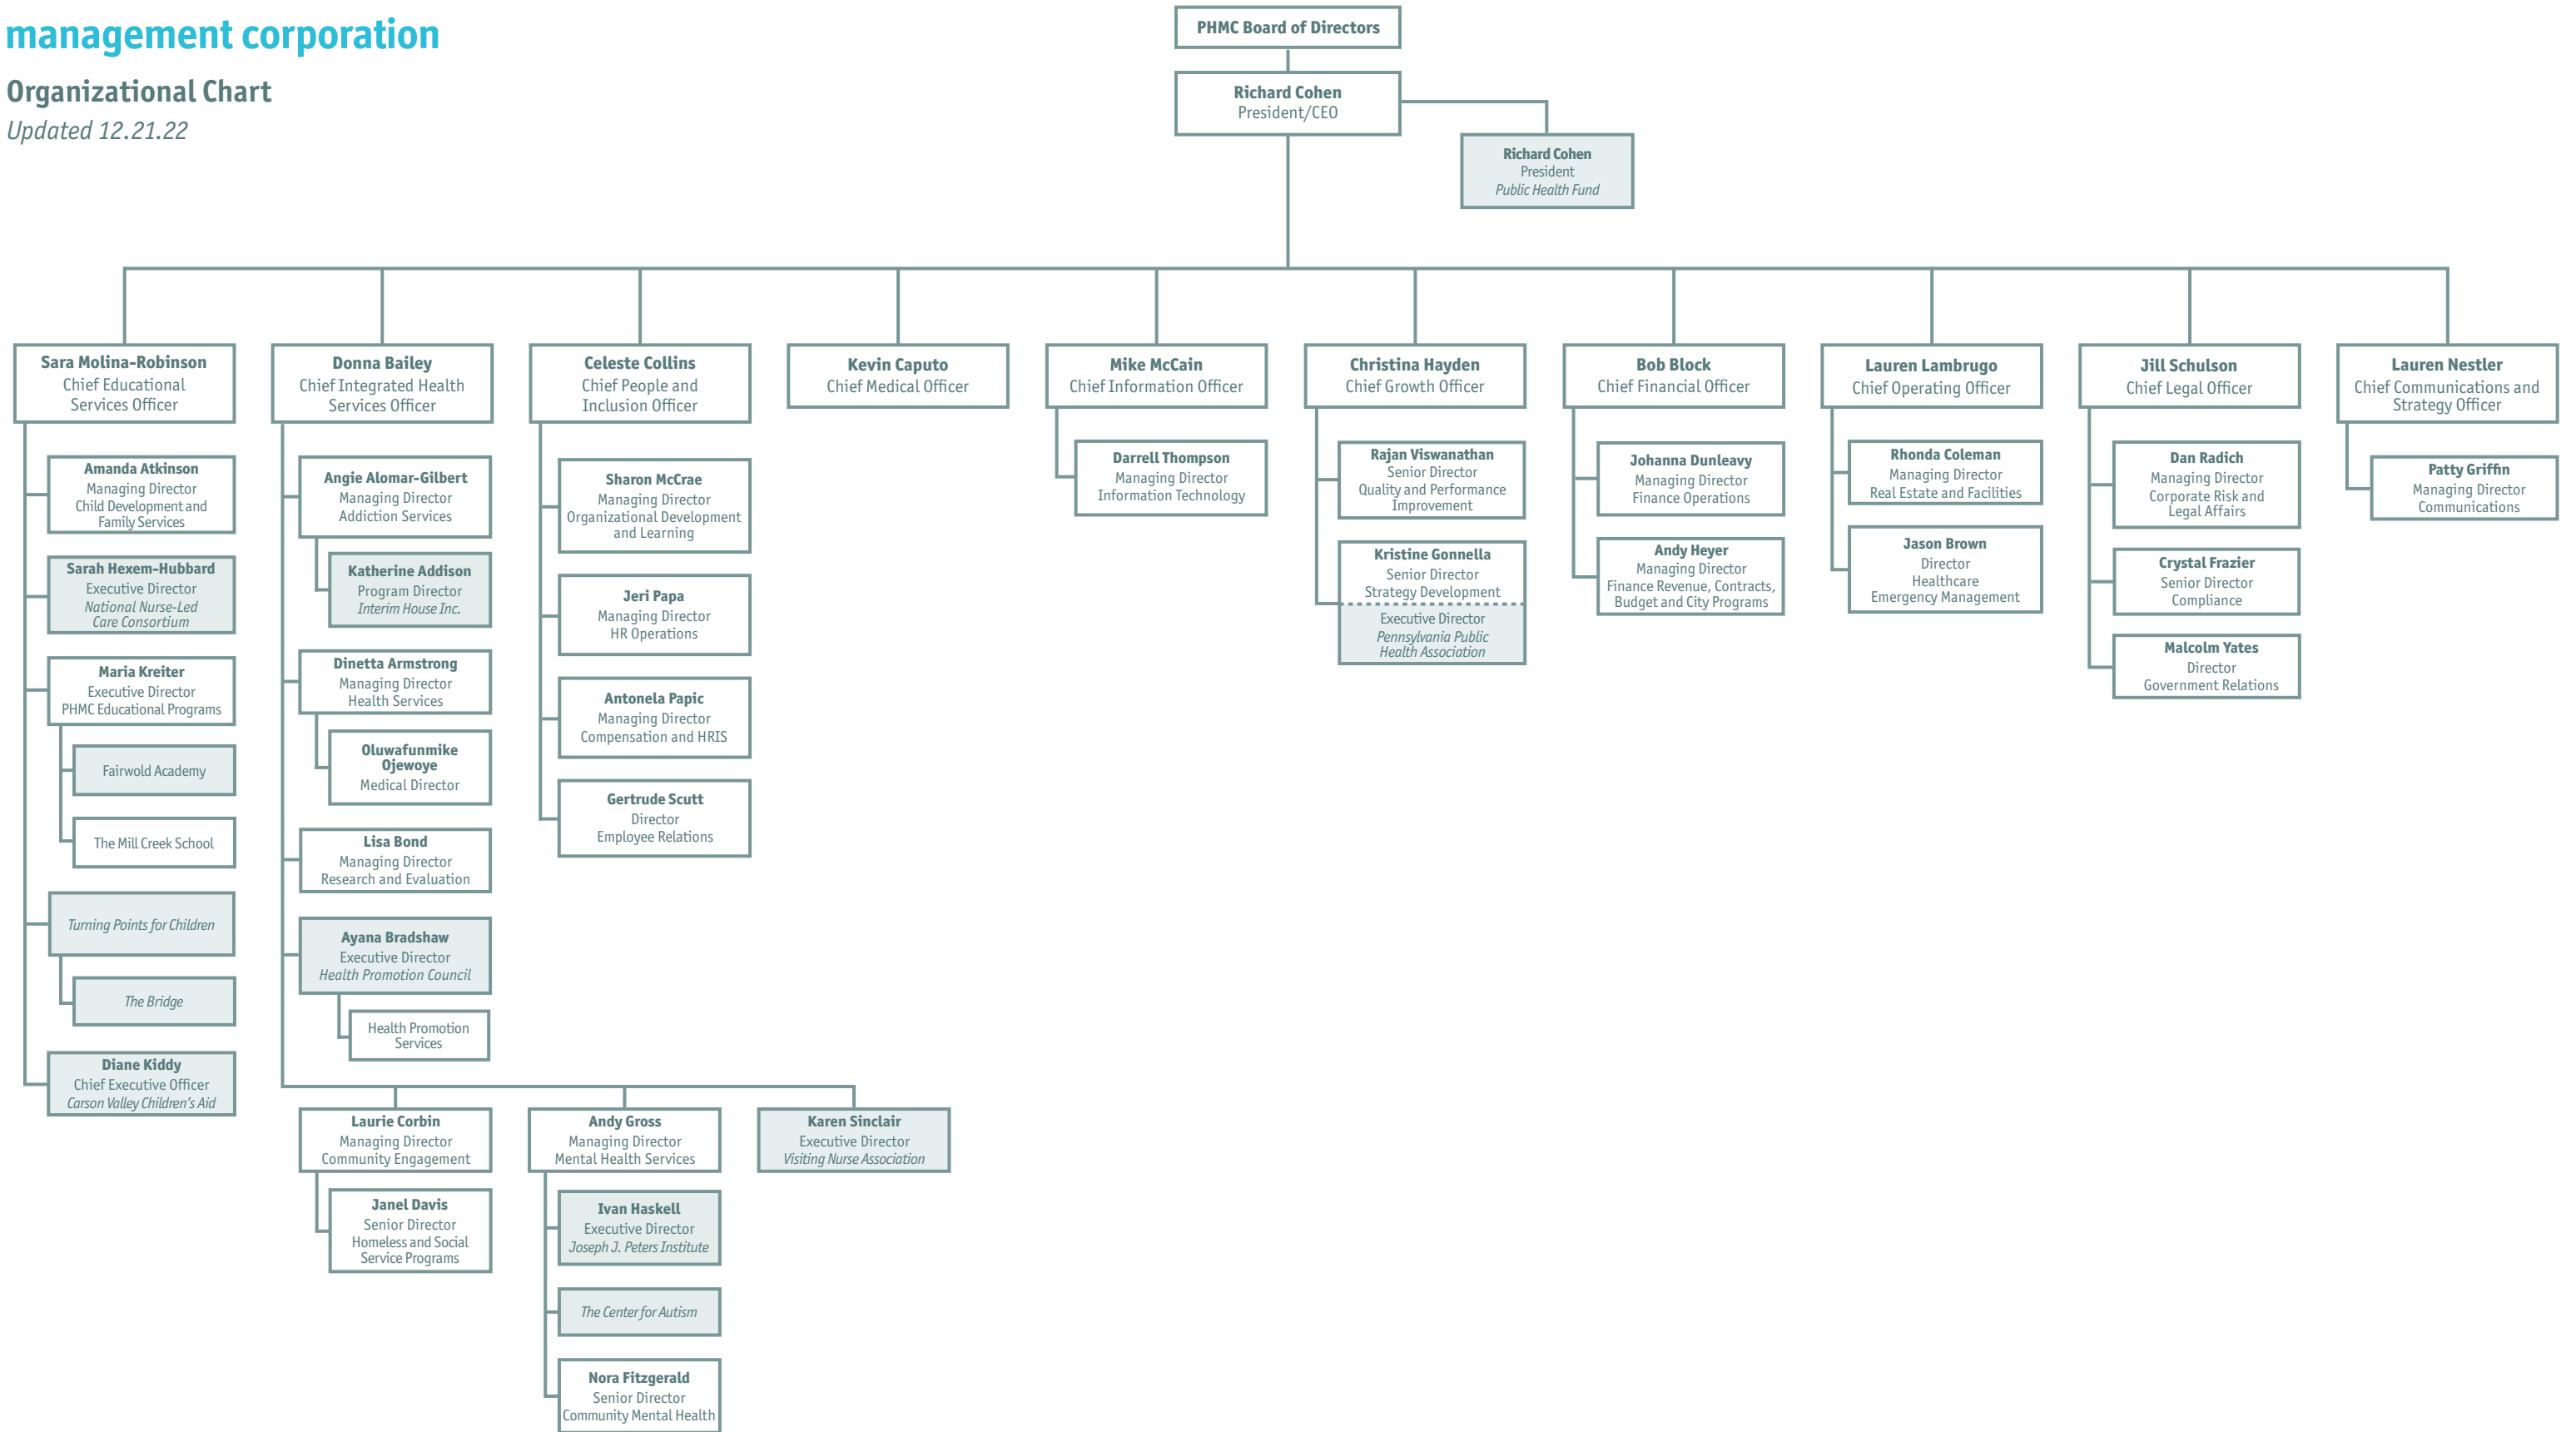 management corporation
Organizational Chart
Updated 12.21.22
PHMC Board of Directors
Richard Cohen
President/CEO
Richard Cohen
President
Public Health Fund
Sara Molina-Robinson
Chief Educational
Services Officer
Amanda Atkinson
Managing Director
Child Development and
Family Services
Sarah Hexem-Hubbard
Executive Director
National Nurse-Led
Care Consortium
Maria Kreiter
Executive Director
PHMC Educational Programs
Fairwold Academy
The Mill Creek School
Turning Points for Children
The Bridge
Diane Kiddy
Chief Executive Officer
Carson Valley Children's Aid
Donna Bailey
Chief Integrated Health
Services Officer
Angie Alomar-Gilbert
Managing Director
Addiction Services
Katherine Addison
Program Director
Interim House Inc.
Dinetta Armstrong
Managing Director
Health Services
Oluwafunmike
Ojewoye
Medical Director
Lisa Bond
Managing Director
Research and Evaluation
Ayana Bradshaw
Executive Director
Health Promotion Council
Health Promotion
Services
Laurie Corbin
Managing Director
Community Engagement
Janel Davis
Senior Director
Homeless and Social
Service Programs
Andy Gross
Managing Director
Mental Health Services
Ivan Haskell
Executive Director
Joseph J. Peters Institute
The Center for Autism
Nora Fitzgerald
Senior Director
Community Mental Health
Karen Sinclair
Executive Director
Visiting Nurse Association
Celeste Collins
Chief People and
Inclusion Officer
Sharon McCrae
Managing Director
Organizational Development
and Learning
Jeri Papa
Managing Director
HR Operations
Antonela Papic
Managing Director
Compensation and HRIS
Gertrude Scutt
Director
Employee Relations
Kevin Caputo
Chief Medical Officer
Mike McCain
Chief Information Officer
Darrell Thompson
Managing Director
Information Technology
Christina Hayden
Chief Growth Officer
Rajan Viswanathan
Senior Director
Quality and Performance
Improvement
Kristine Gonnella
Senior Director
Strategy Development
Executive Director
Pennsylvania Public
Health Association
Bob Block
Chief Financial Officer
Johanna Dunleavy
Managing Director
Finance Operations
Andy Heyer
Managing Director
Finance Revenue, Contracts,
Budget and City Programs
Lauren Lambrugo
Chief Operating Officer
Rhonda Coleman
Managing Director
Real Estate and Facilities
Jason Brown
Director
Healthcare
Emergency Management
Jill Schulson
Chief Legal Officer
Dan Radich
Managing Director
Corporate Risk and
Legal Affairs
Crystal Frazier
Senior Director
Compliance
Malcolm Yates
Director
Government Relations
Lauren Nestler
Chief Communications and
Strategy Officer
Patty Griffin
Managing Director
Communications